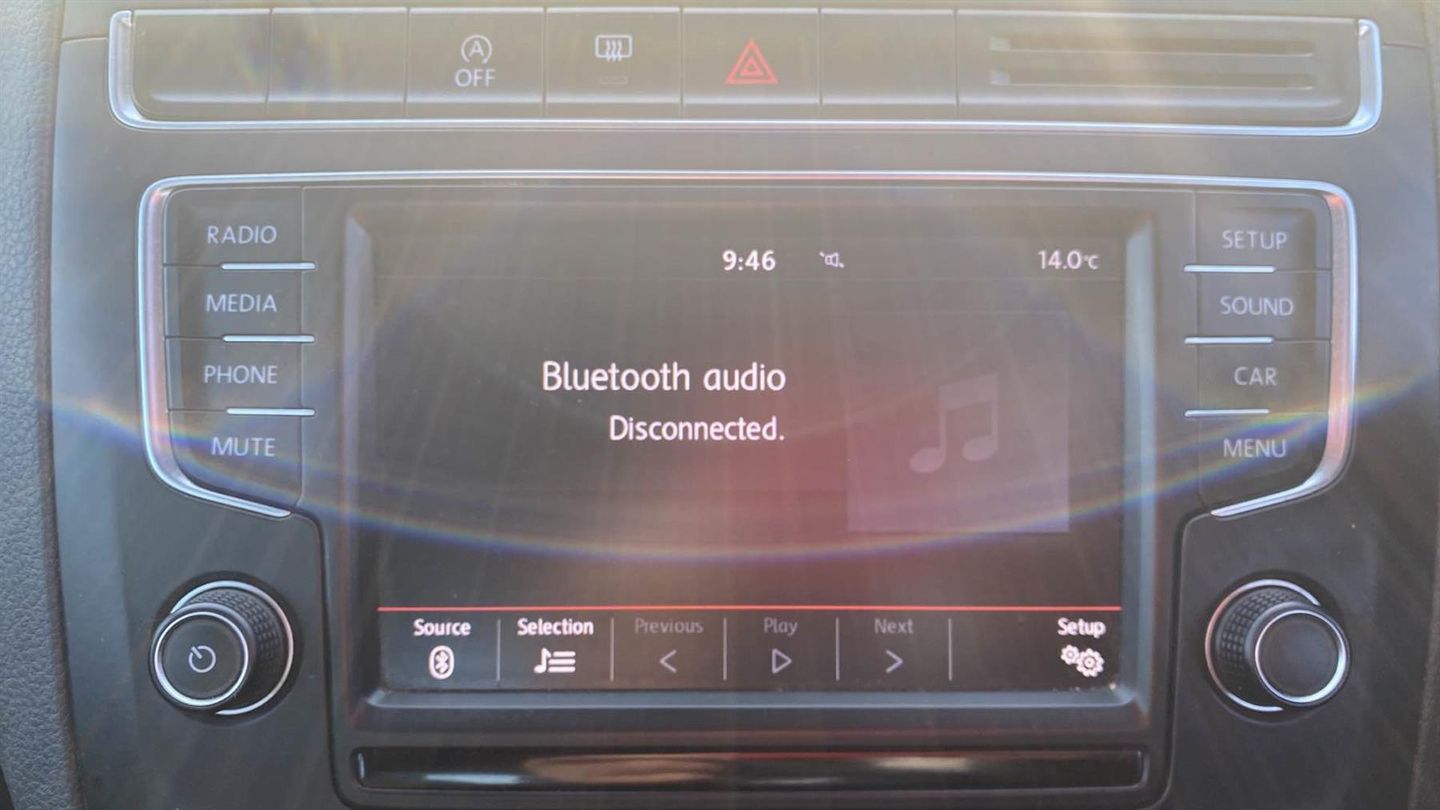 A
OFF
RADIO
MEDIA
PHONE
MUTE
9:46
14.0°C
Bluetooth audio
Disconnected.
Source
Selection
Previous
Play
Next
Setup
SETUP
SOUND
CAR
MENU